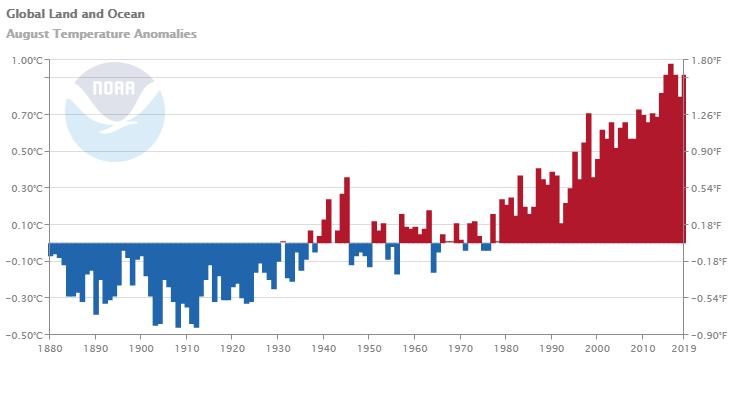 Global Land and Ocean
August Temperature Anomalies
NOAA
1.00°C
0.70°C
0.50°C
0.30°C
0.10°C
-0.10°C
-0.30°C
-0.50°C
1.80°F
1.26°F
0.90°F
0.54°F
0.18°F
-0.18°F
-0.54°F
-0.90°F
1880 1890 1900 1910 1920 1930 1940 1950 1960 1970 1980 1990 2000 2010 2019